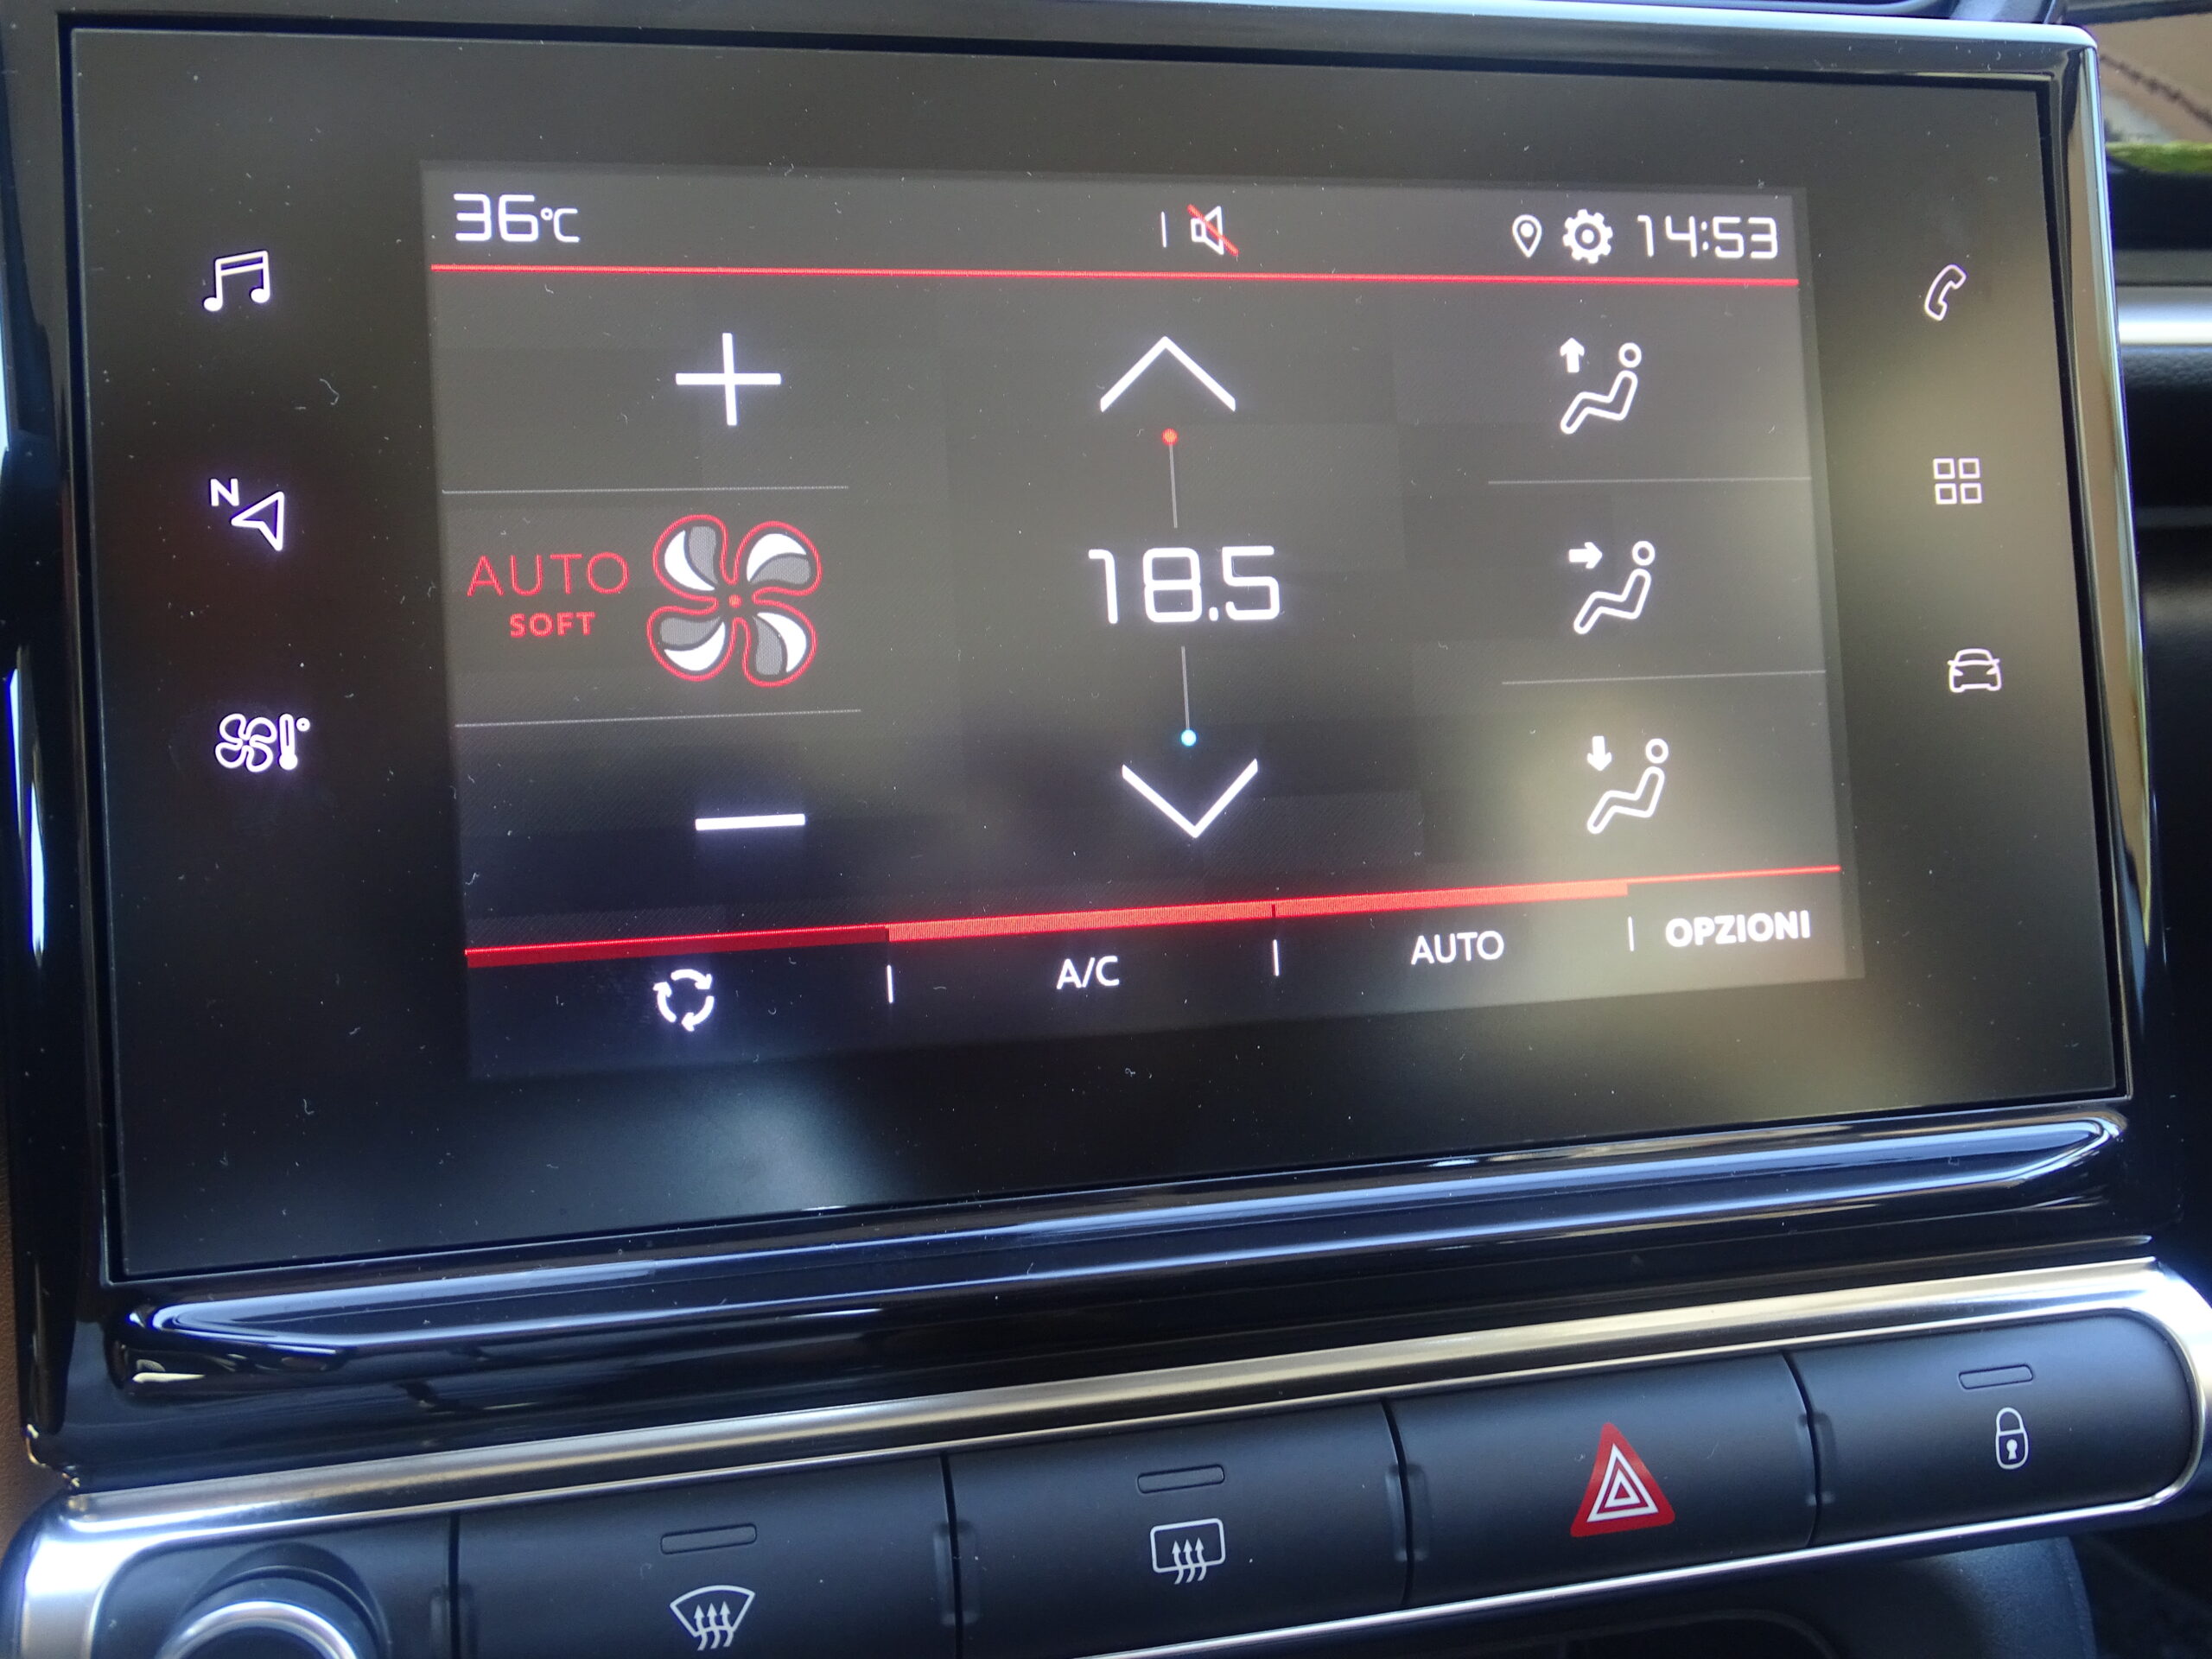 36°C
14:53
N
AUTO
SOFT
18.5
A/C
AUTO
OPZIONI